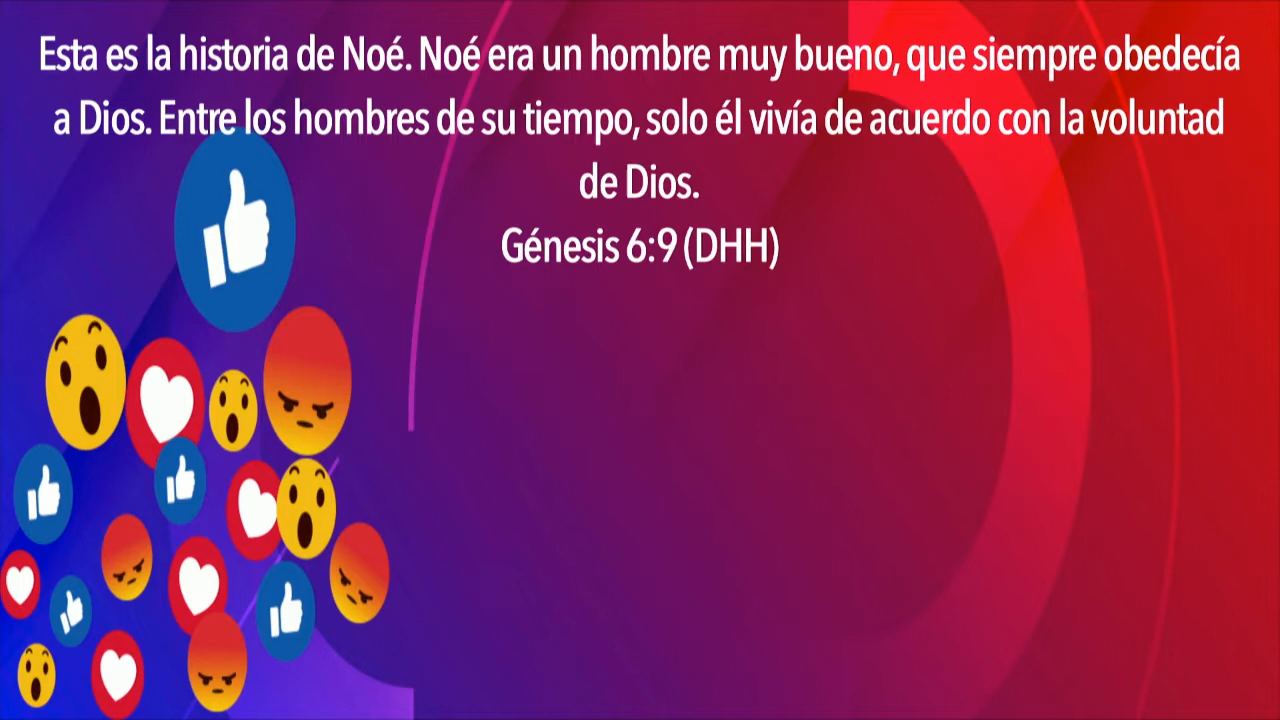 Esta es la historia de Noé. Noé era un hombre muy bueno, que siempre obedecía
a Dios. Entre los hombres de su tiempo, solo él vivía de acuerdo con la voluntad
de Dios.
Génesis 6:9 (DHH)